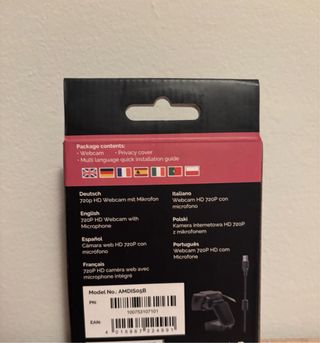 Package contents:
• Webcam • Privacy cover
• Multi language quick installation guide
Deutsch
720p HD Webcam mit Mikrofon
English
720P HD Webcam with
Microphone
Español
Cámara web HD 720P con
micrófono
Français
720P HD caméra web avec
microphone intégré
Italiano
Webcam HD 720P con
microfono
Polski
Kamera internetowa HD 720P
z mikrofonem
Português
Webcam 720P HD com
Microfone
Model No.: AMDIS05B
PN:
100753107101
EAN: